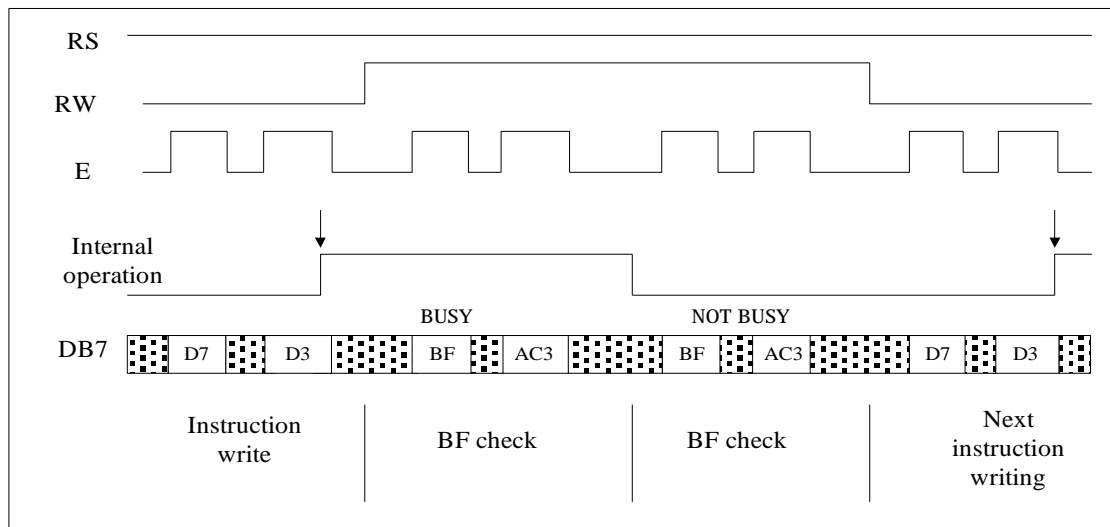 RS
RW
E
Internal
operation
BUSY NOT BUSY
DB7 D7 D3 BF AC3 BF AC3 D7 D3
Instruction
write
BF check
BF check
Next
instruction
writing